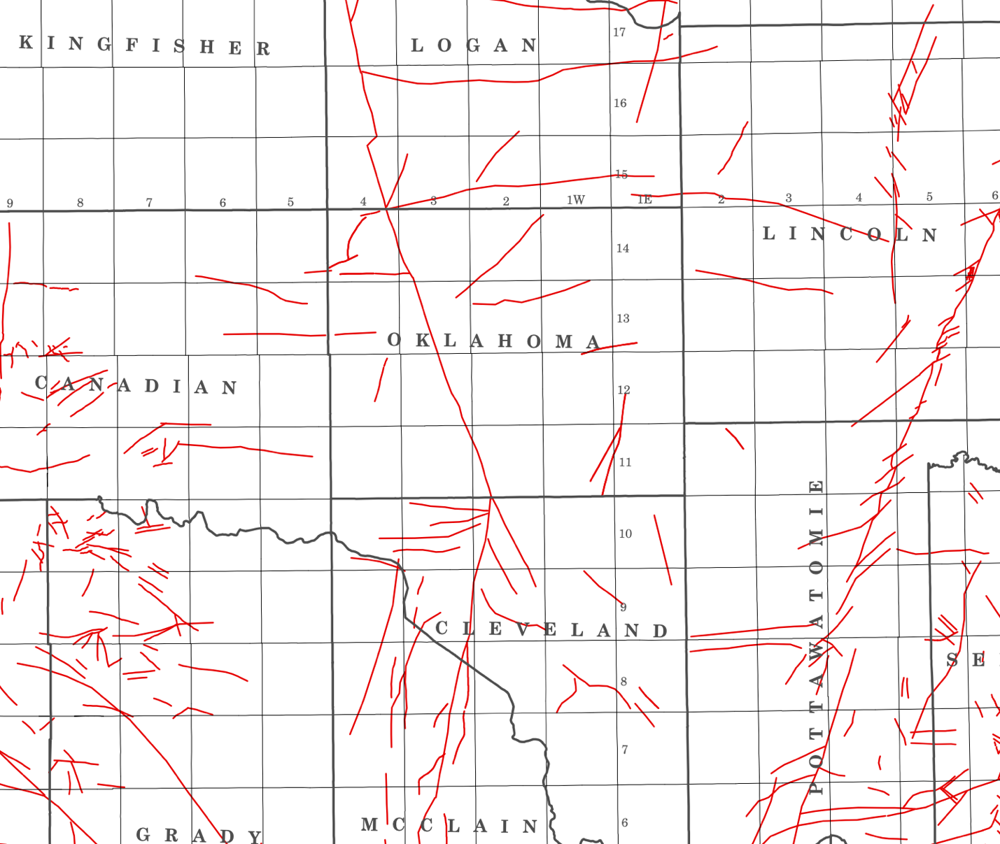 17
KINGFISHER LOGAN
16
15
9 8 7 6 5 4 3 2 1W 1E 2 3 4 5 6
LINCOLN
14
13
OKLAHOMA
CANADIAN
12
11
POTTAWATOMIE
10
9
CLEVELAND
SE
8
7
6
MCCLAIN
GRADY